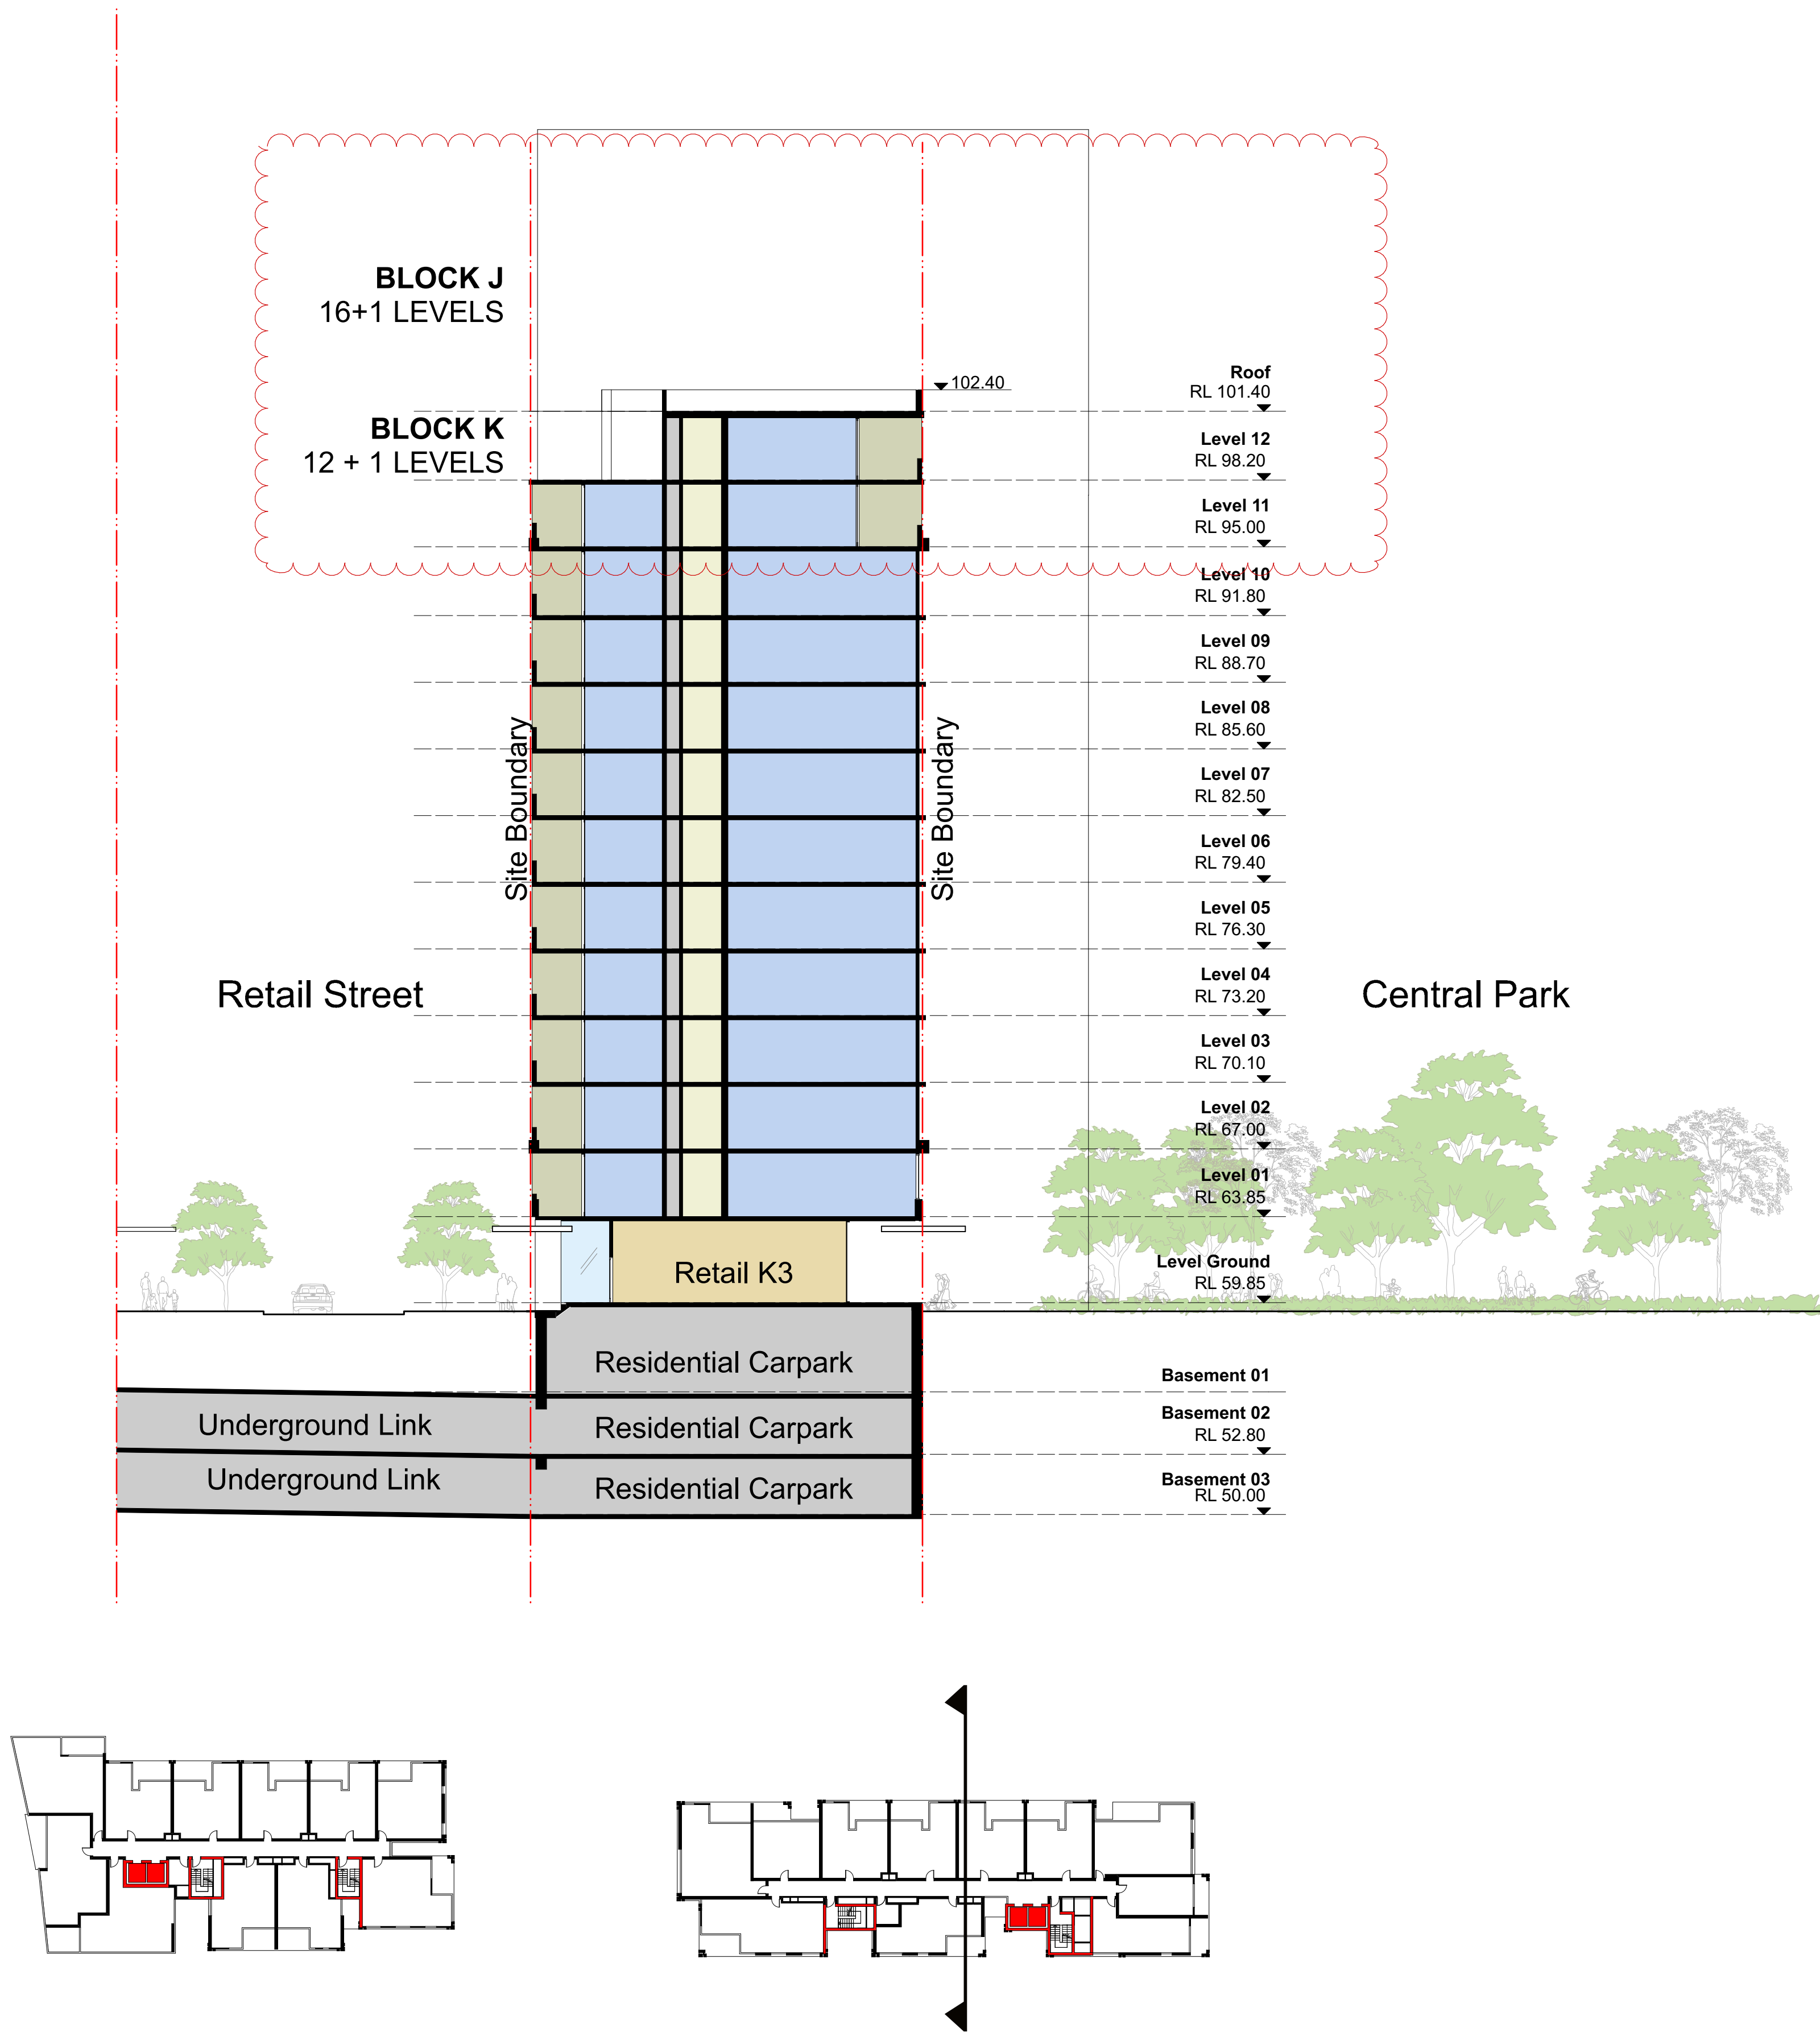 BLOCK J
16+1 LEVELS
102.40
Roof
RL 101.40
BLOCK K
12 + 1 LEVELS
Level 12
RL 98.20
Level 11
RL 95.00
Level 10
RL 91.80
Level 09
RL 88.70
Level 08
RL 85.60
Site Boundary
Site Boundary
Level 07
RL 82.50
Level 06
RL 79.40
Level 05
RL 76.30
Retail Street
Level 04
RL 73.20
Central Park
Level 03
RL 70.10
Level 02
RL 67.00
Level 01
RL 63.85
Retail K3
Level Ground
RL 59.85
Residential Carpark
Basement 01
Underground Link
Residential Carpark
Basement 02
RL 52.80
Underground Link
Residential Carpark
Basement 03
RL 50.00